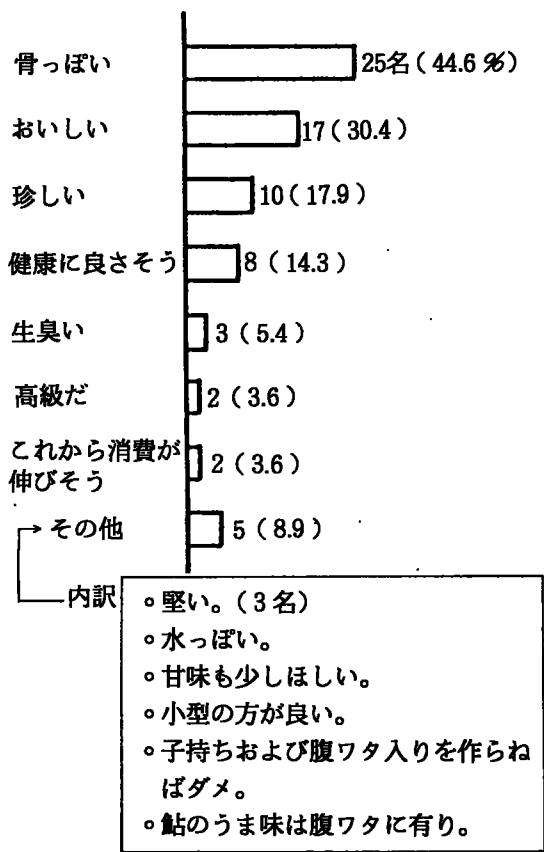 骨っぽい 25名(44.6%)
おいしい 17(30.4)
珍しい 10(17.9)
健康に良さそう 8(14.3)
生臭い 3(5.4)
高級だ 2(3.6)
これから消費が
伸びそう 2(3.6)
その他 5(8.9)
内訳
∘堅い。(3名)
∘水っぽい。
∘甘味も少しほしい。
∘小型の方が良い。
∘子持ちおよび腹ワタ入りを作らね
ばダメ。
∘鮎のうま味は腹ワタに有り。